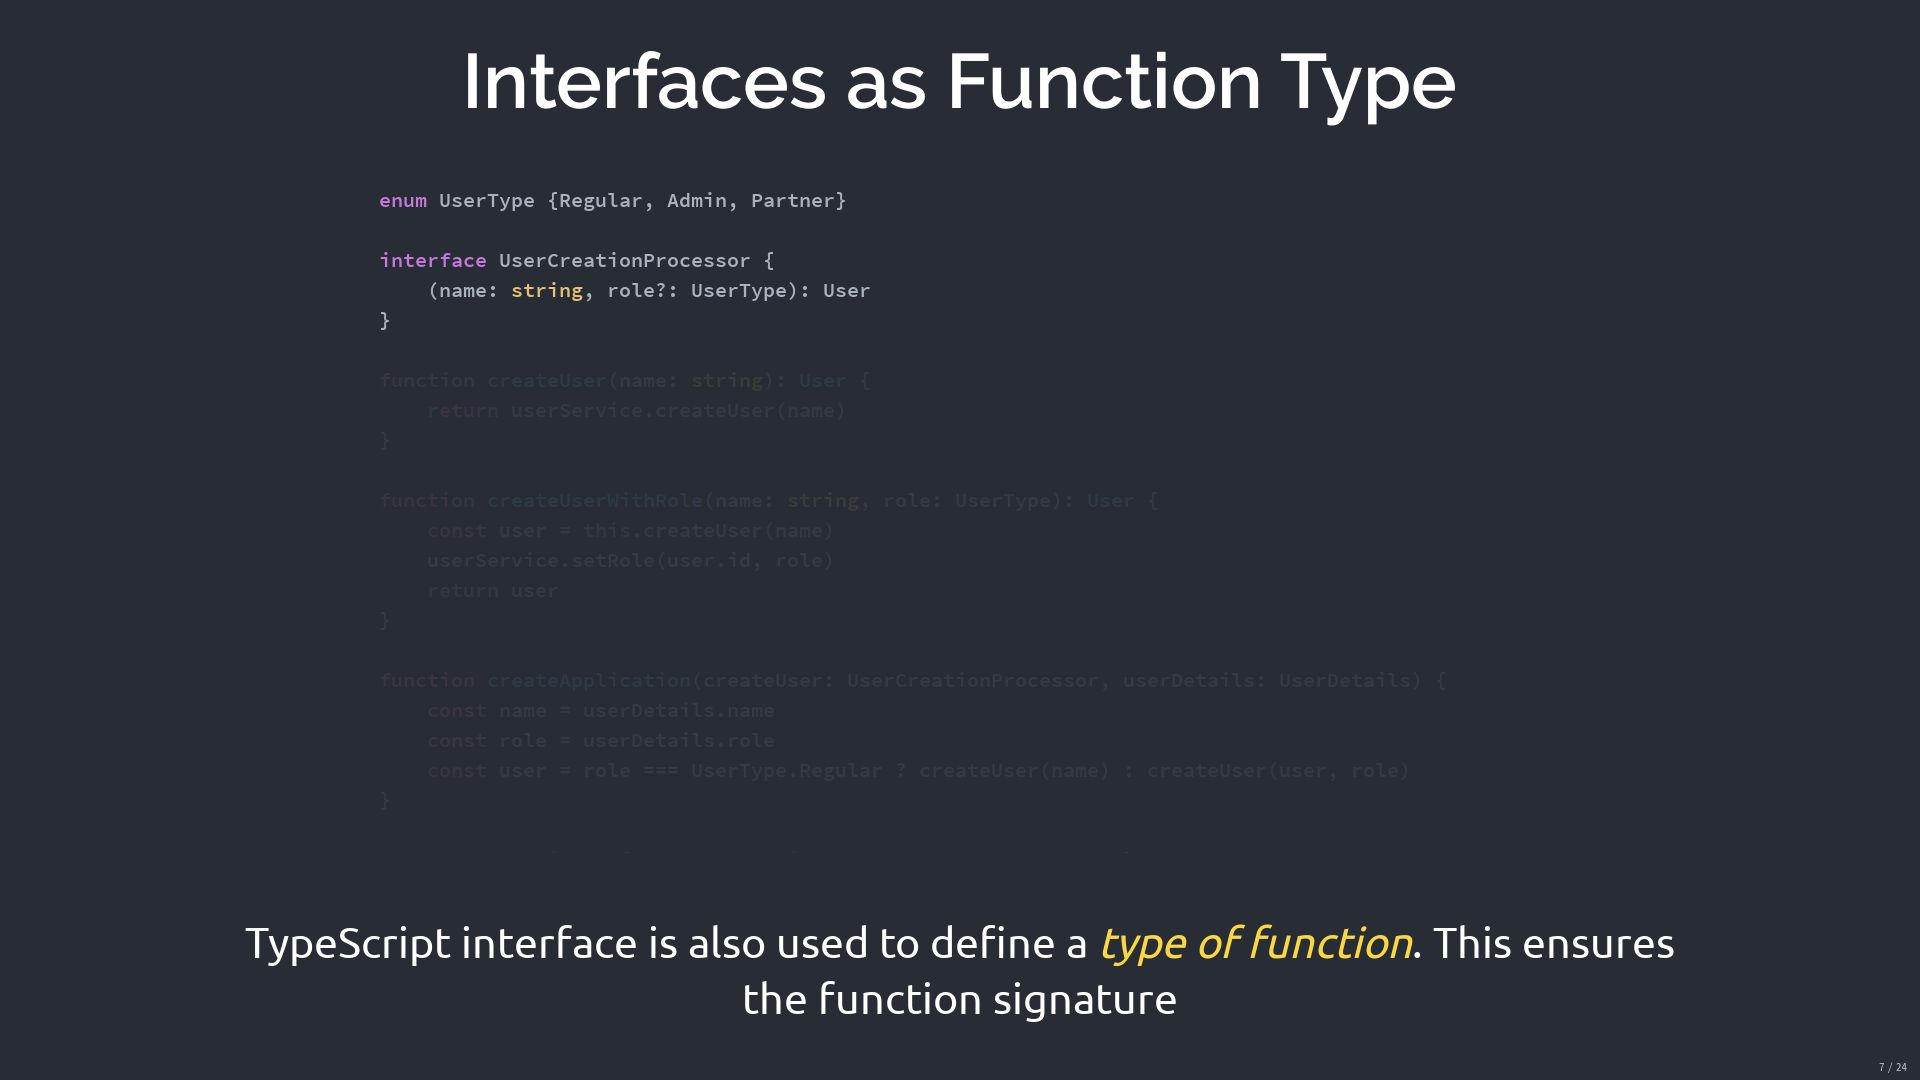 Interfaces as Function Type
enum UserType {Regular, Admin, Partner}
interface UserCreationProcessor {
(name: string, role?: UserType): User
}
function createUser(name: string): User {
return userService.createUser(name)
}
function createUserWithRole(name: string, role: UserType): User {
const user = this.createUser(name)
userService.setRole(user.id, role)
return user
}
function createApplication(createUser: UserCreationProcessor, userDetails: UserDetails) {
const name = userDetails.name
const role = userDetails.role
const user = role === UserType.Regular ? createUser(name) : createUser(user, role)
}
TypeScript interface is also used to define a type of function. This ensures
the function signature
7 / 24